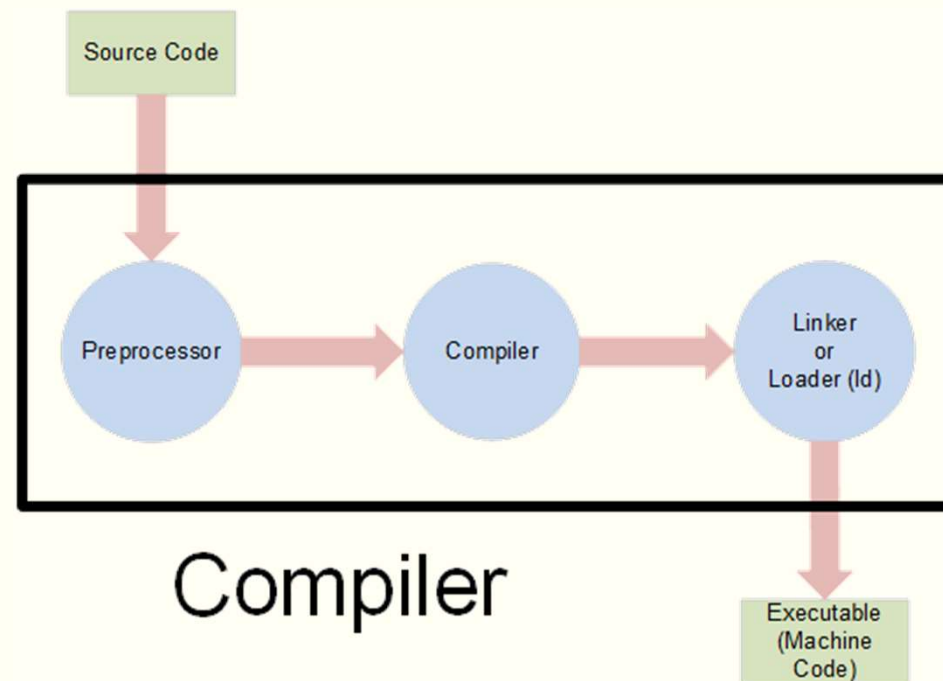 Source Code
Preprocessor
Compiler
Linker
or
Loader (ld)
Compiler
Executable
(Machine
Code)